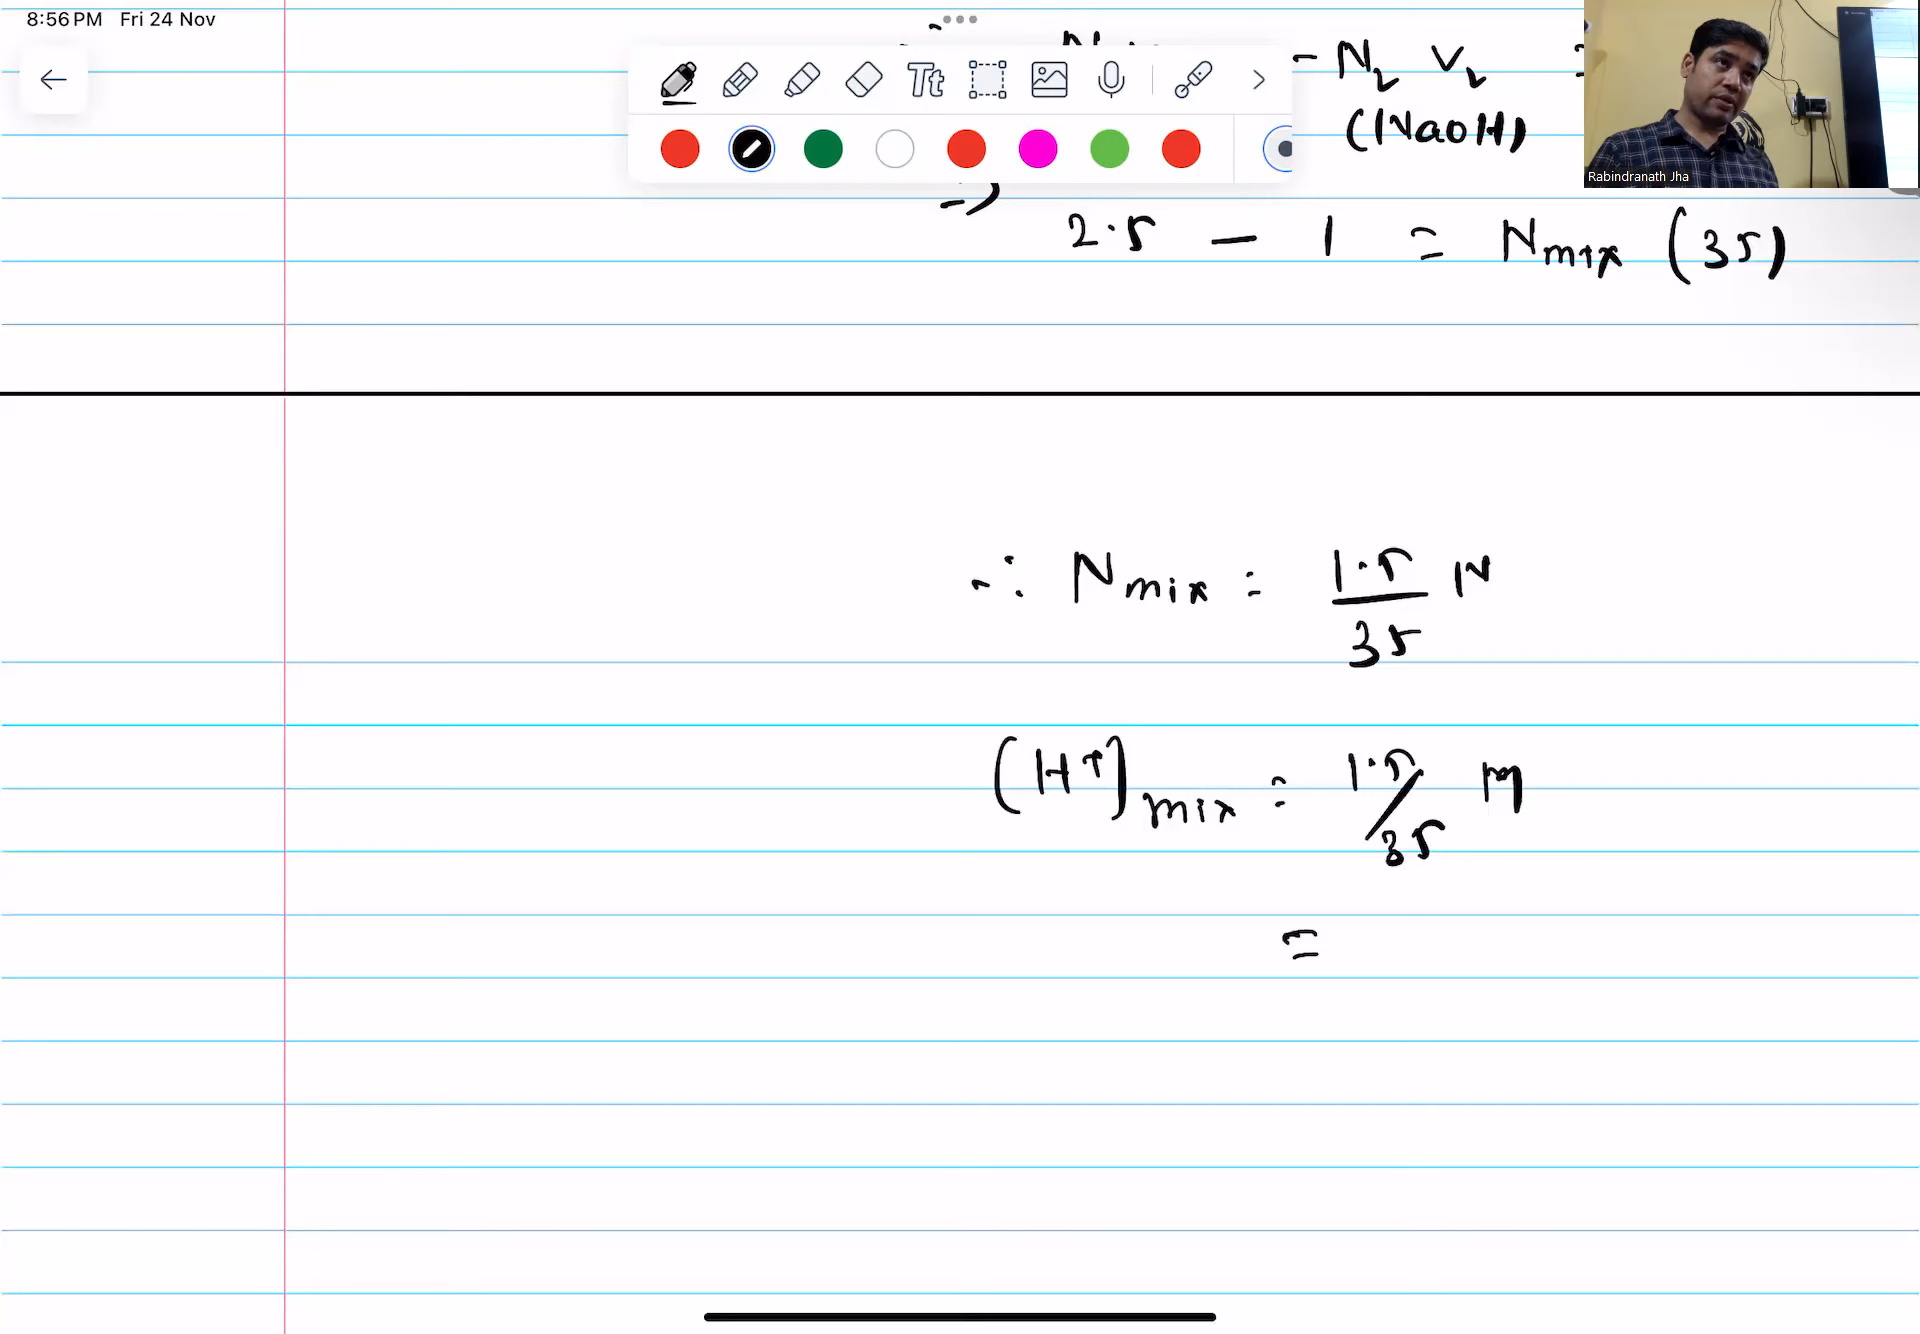 8:56 PM Fri 24 Nov
- N₂ V₂
(NaOH)
Tt
Rabindranath Jha
⇒
2.5 - 1 = Nmix (35)
∴ Nmix = 1.5/35 N
(H+)mix = 1.5/35 M
=